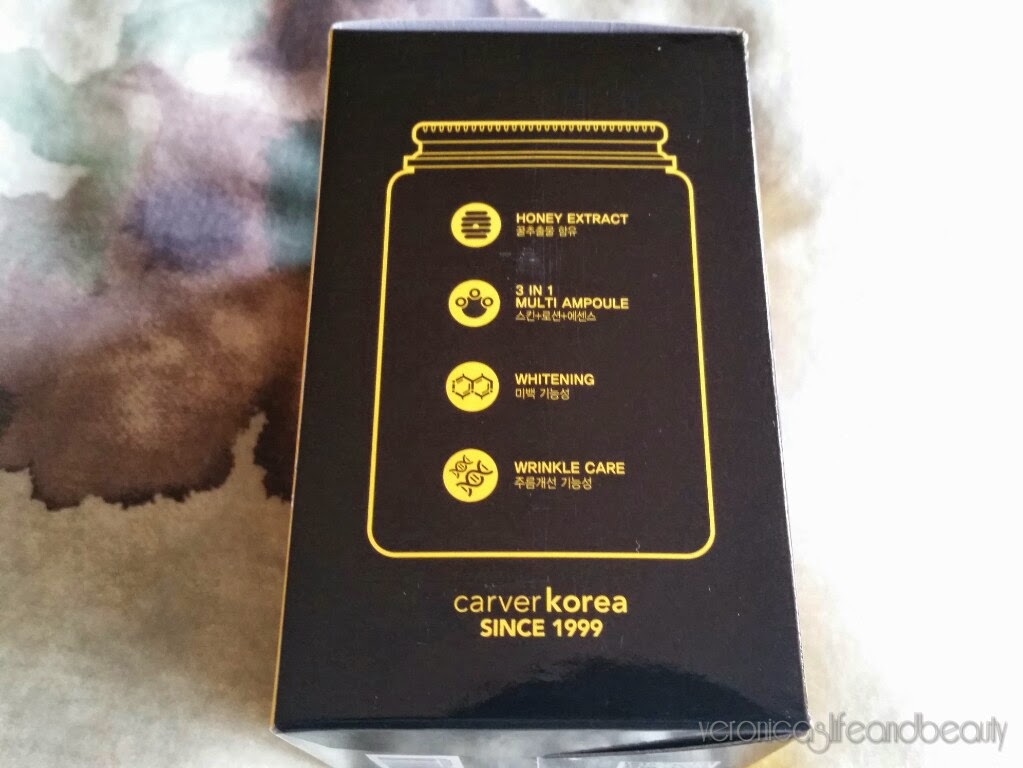 HONEY EXTRACT
꿀추출물 함유
3 IN 1
MULTI AMPOULE
스킨+로션+에센스
WHITENING
미백 기능성
WRINKLE CARE
주름개선 기능성
carver korea
SINCE 1999
veronicaslifeandbeauty